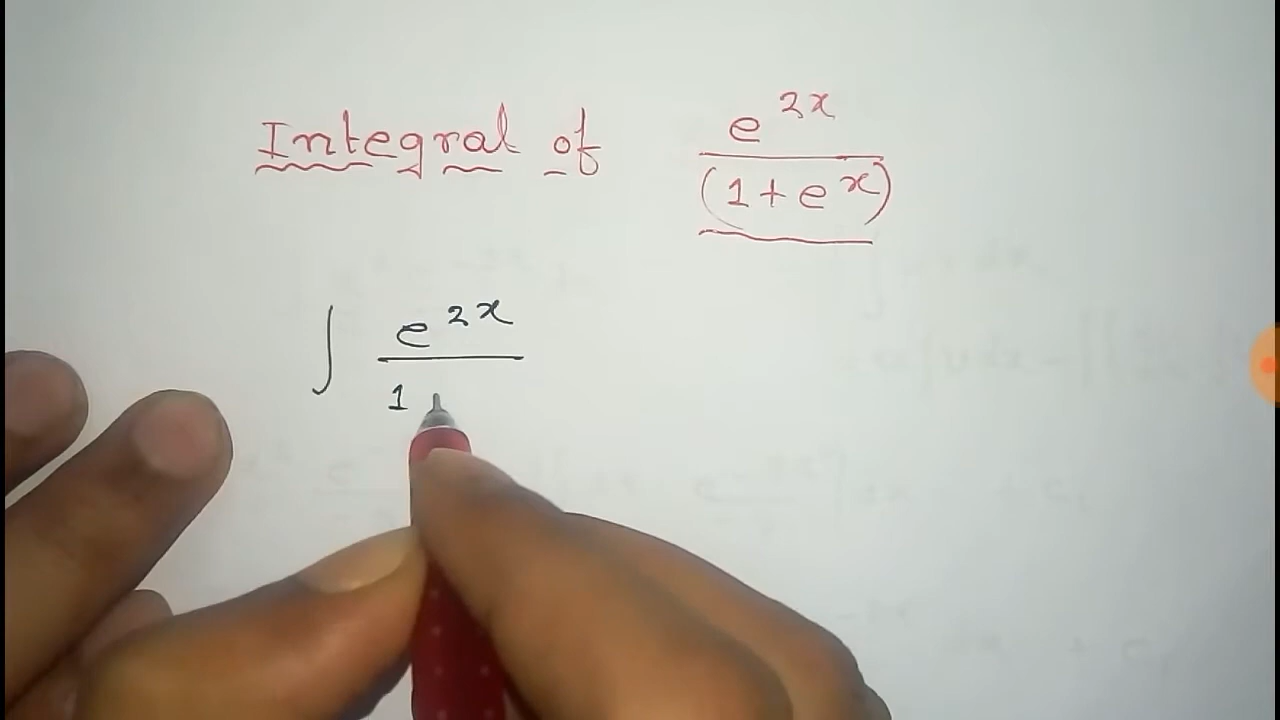 Integral of e^2x / (1 + e^x)
∫ e^2x / 1